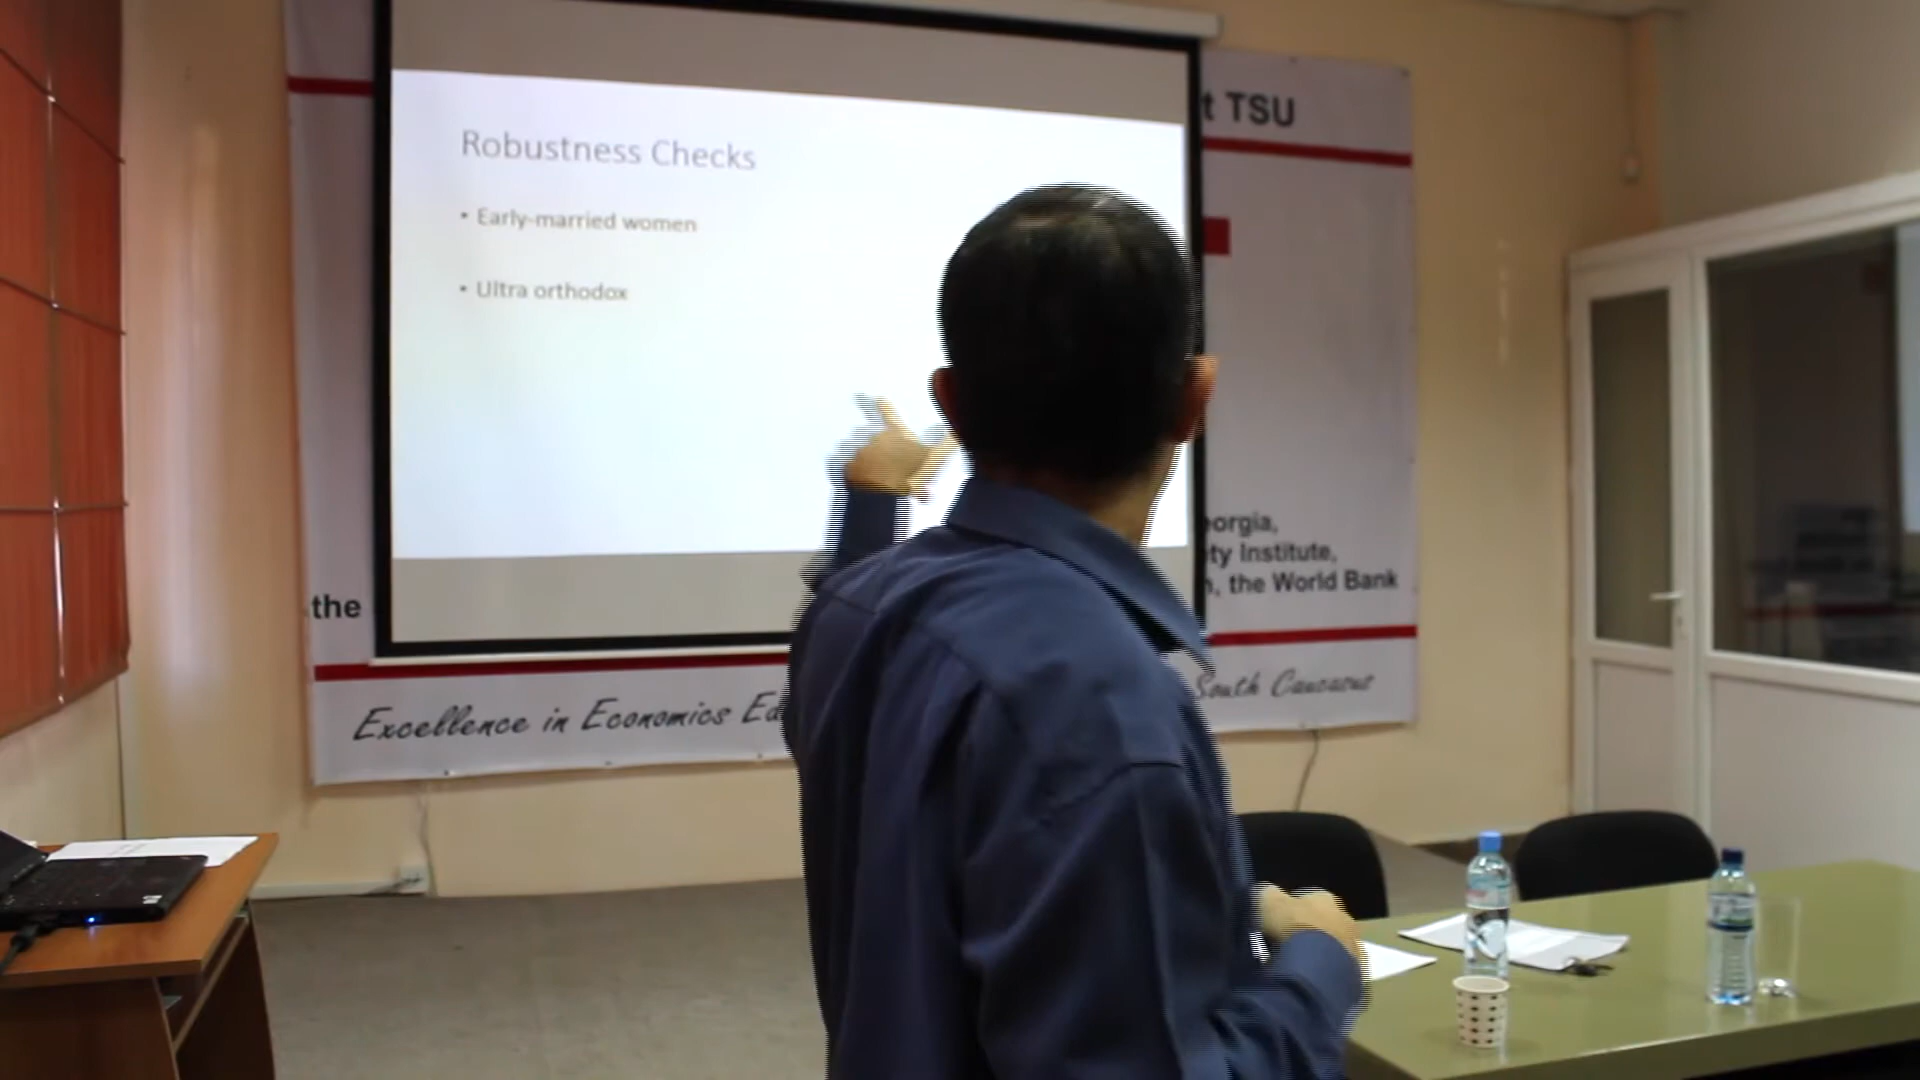 t TSU
Robustness Checks
• Early-married women
• Ultra orthodox
orgia,
ty Institute,
the
, the World Bank
Excellence in Economics Ed
South Caucasus